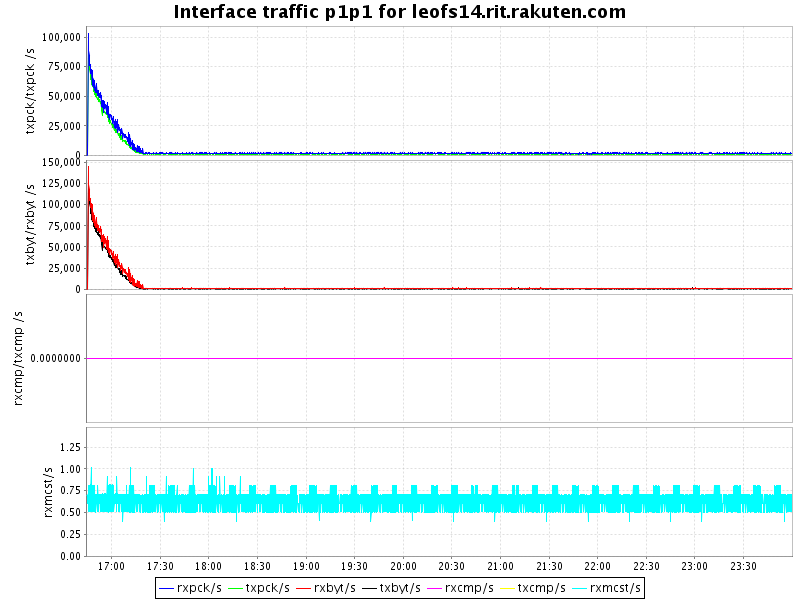 Interface traffic p1p1 for leofs14.rit.rakuten.com
txpck/txpck /s
100,000
75,000
50,000
25,000
0
txbyt/rxbyt /s
150,000
125,000
100,000
75,000
50,000
25,000
0
rxcmp/txcmp /s
0.0000000
rxmcst/s
1.25
1.00
0.75
0.50
0.25
0.00
17:00 17:30 18:00 18:30 19:00 19:30 20:00 20:30 21:00 21:30 22:00 22:30 23:00 23:30
rxpck/s txpck/s rxbyt/s txbyt/s rxcmp/s txcmp/s rxmcst/s